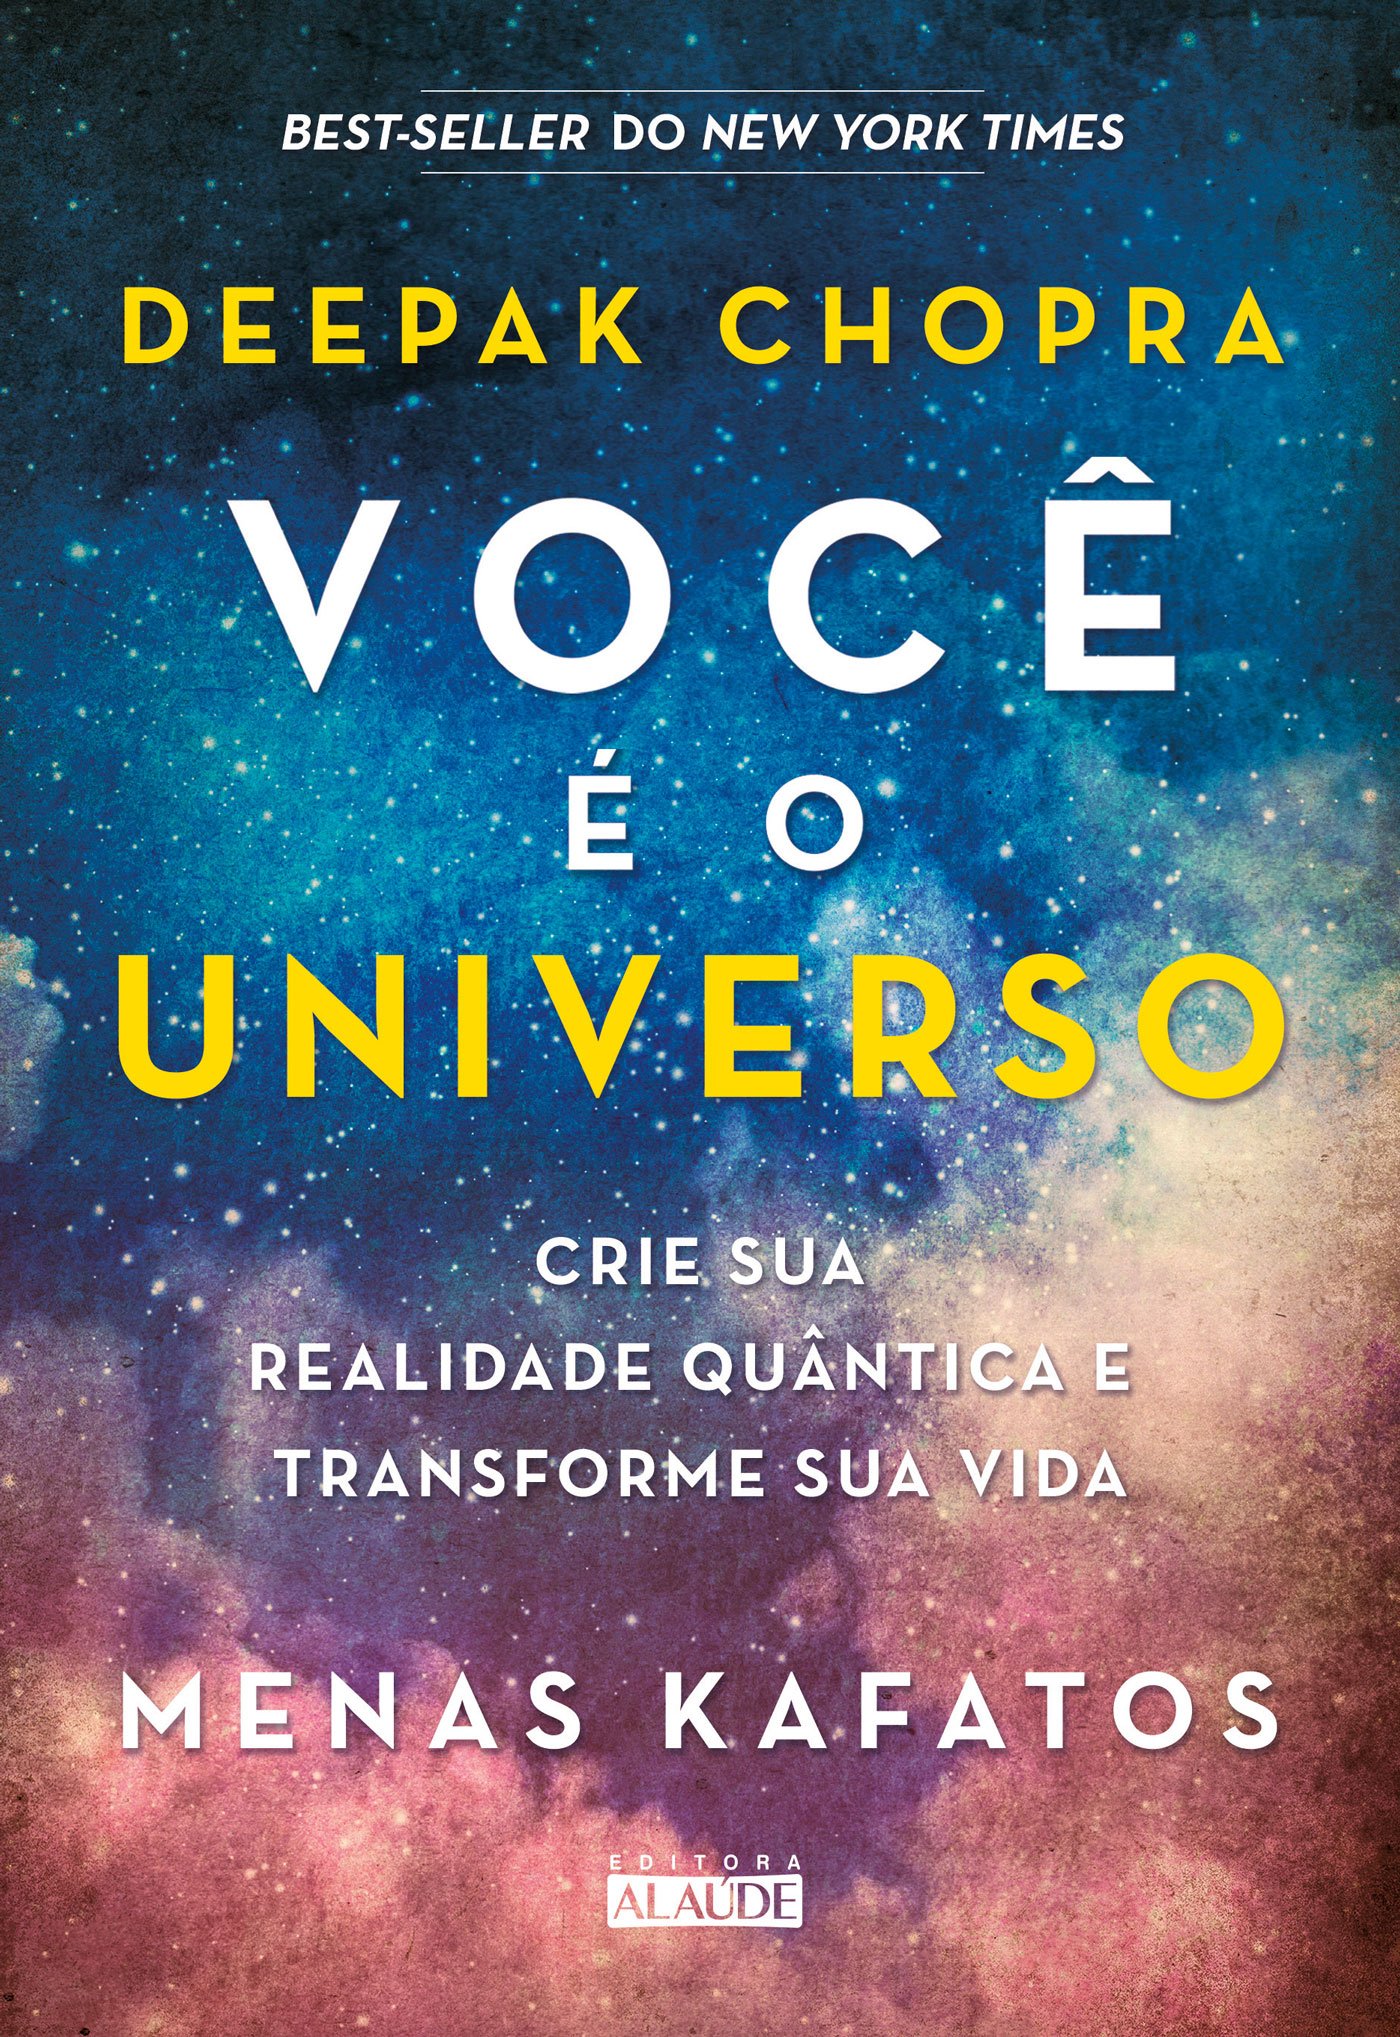 BEST-SELLER DO NEW YORK TIMES
DEEPAK CHOPRA
VOCÊ
É O
UNIVERSO
CRIE SUA
REALIDADE QUÂNTICA E
TRANSFORME SUA VIDA
MENAS KAFATOS
EDITORA
ALAÚDE